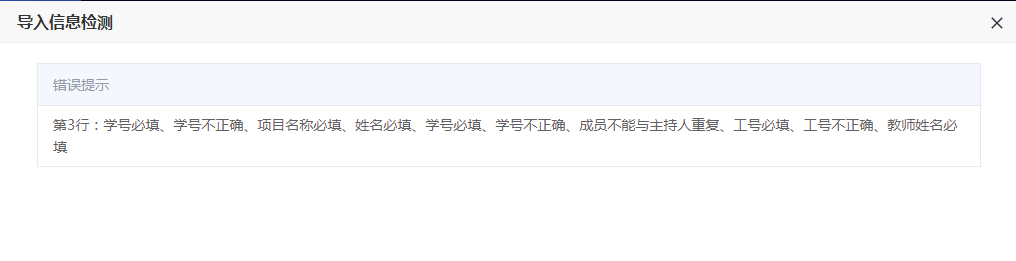 导入信息检测
错误提示
第3行：学号必填、学号不正确、项目名称必填、姓名必填、学号必填、学号不正确、成员不能与主持人重复、工号必填、工号不正确、教师姓名必
填